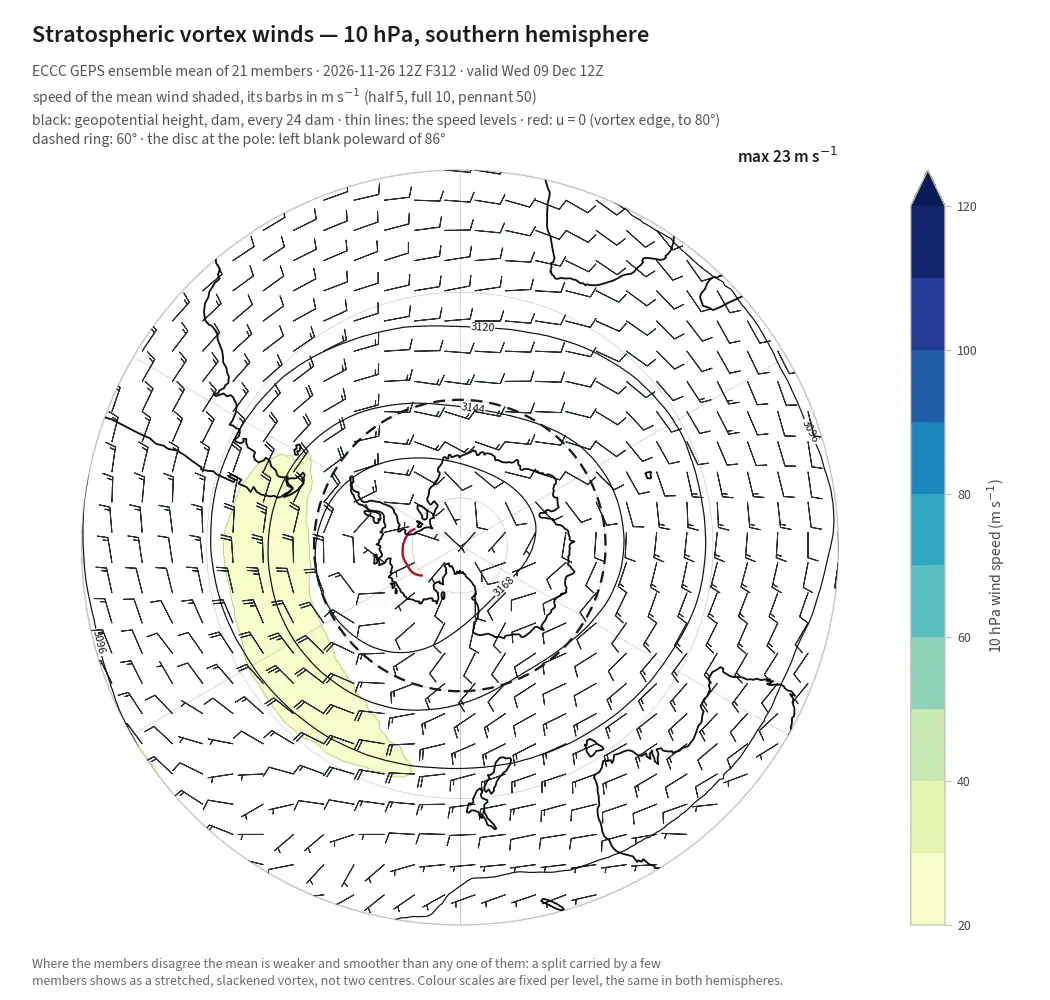 Stratospheric vortex winds — 10 hPa, southern hemisphere
ECCC GEPS ensemble mean of 21 members · 2026-11-26 12Z F312 · valid Wed 09 Dec 12Z
speed of the mean wind shaded, its barbs in m s⁻¹ (half 5, full 10, pennant 50)
black: geopotential height, dam, every 24 dam · thin lines: the speed levels · red: u = 0 (vortex edge, to 80°)
dashed ring: 60° · the disc at the pole: left blank poleward of 86°
max 23 m s⁻¹
120
100
80
60
40
20
10 hPa wind speed (m s⁻¹)
3120
3144
3096
3168
3096
Where the members disagree the mean is weaker and smoother than any one of them: a split carried by a few
members shows as a stretched, slackened vortex, not two centres. Colour scales are fixed per level, the same in both hemispheres.